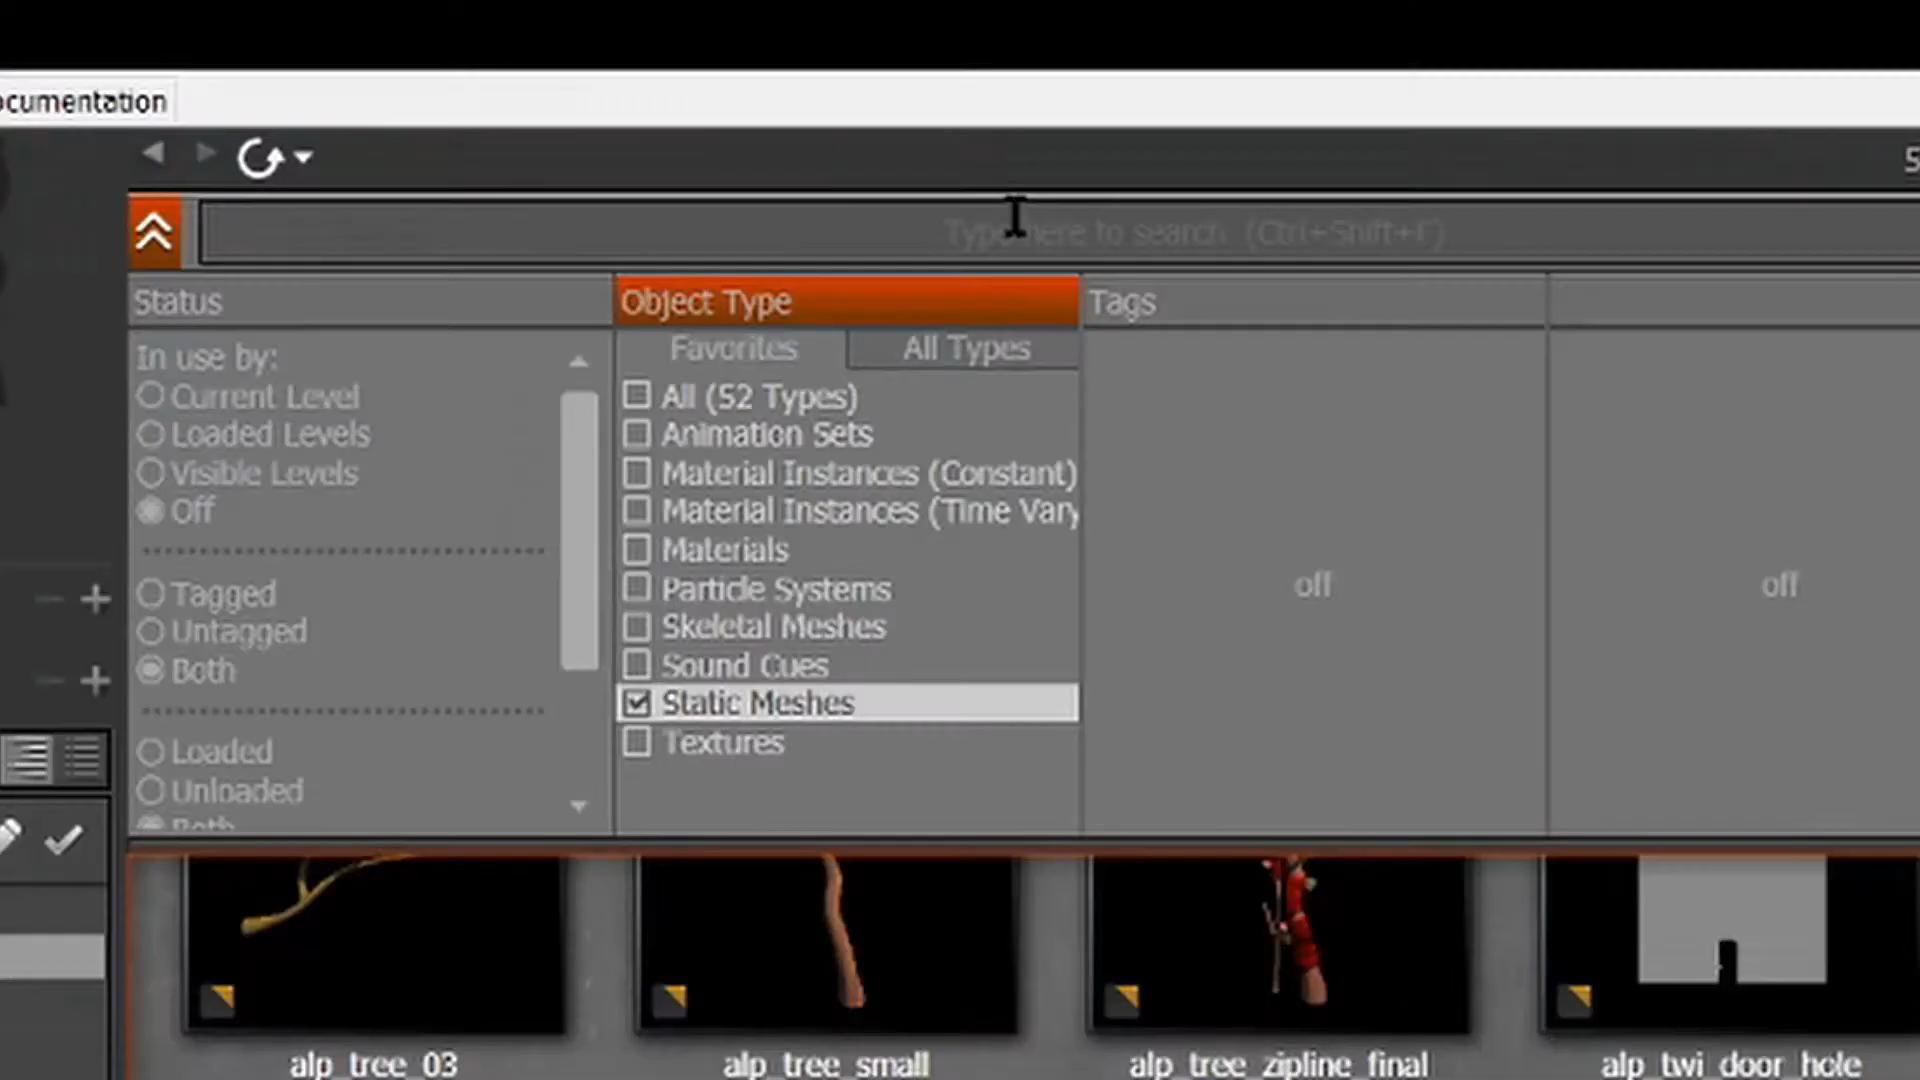 ocumentation
S
Type here to search (Ctrl+Shift+F)
Status
In use by:
Current Level
Loaded Levels
Visible Levels
Off
Tagged
Untagged
Both
Loaded
Unloaded
Both
Object Type
Favorites
All Types
All (52 Types)
Animation Sets
Material Instances (Constant)
Material Instances (Time Vary
Materials
Particle Systems
Skeletal Meshes
Sound Cues
Static Meshes
Textures
Tags
off
off
alp_tree_03
alp_tree_small
alp_tree_zipline_final
alp_twi_door_hole